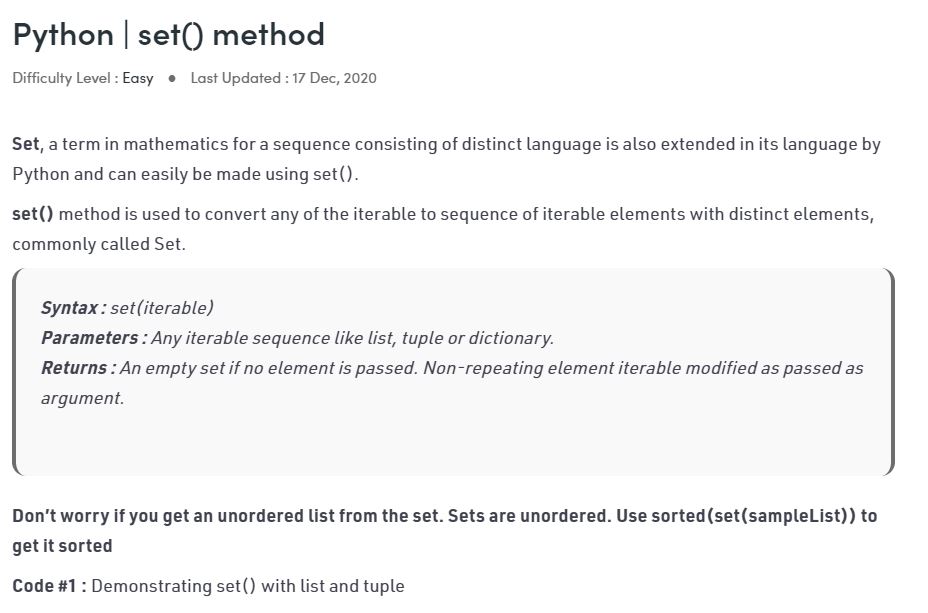 Python | set() method
Difficulty Level : Easy ● Last Updated : 17 Dec, 2020
Set, a term in mathematics for a sequence consisting of distinct language is also extended in its language by
Python and can easily be made using set().
set() method is used to convert any of the iterable to sequence of iterable elements with distinct elements,
commonly called Set.
Syntax : set(iterable)
Parameters : Any iterable sequence like list, tuple or dictionary.
Returns : An empty set if no element is passed. Non-repeating element iterable modified as passed as
argument.
Don’t worry if you get an unordered list from the set. Sets are unordered. Use sorted(set(sampleList)) to
get it sorted
Code #1 : Demonstrating set() with list and tuple